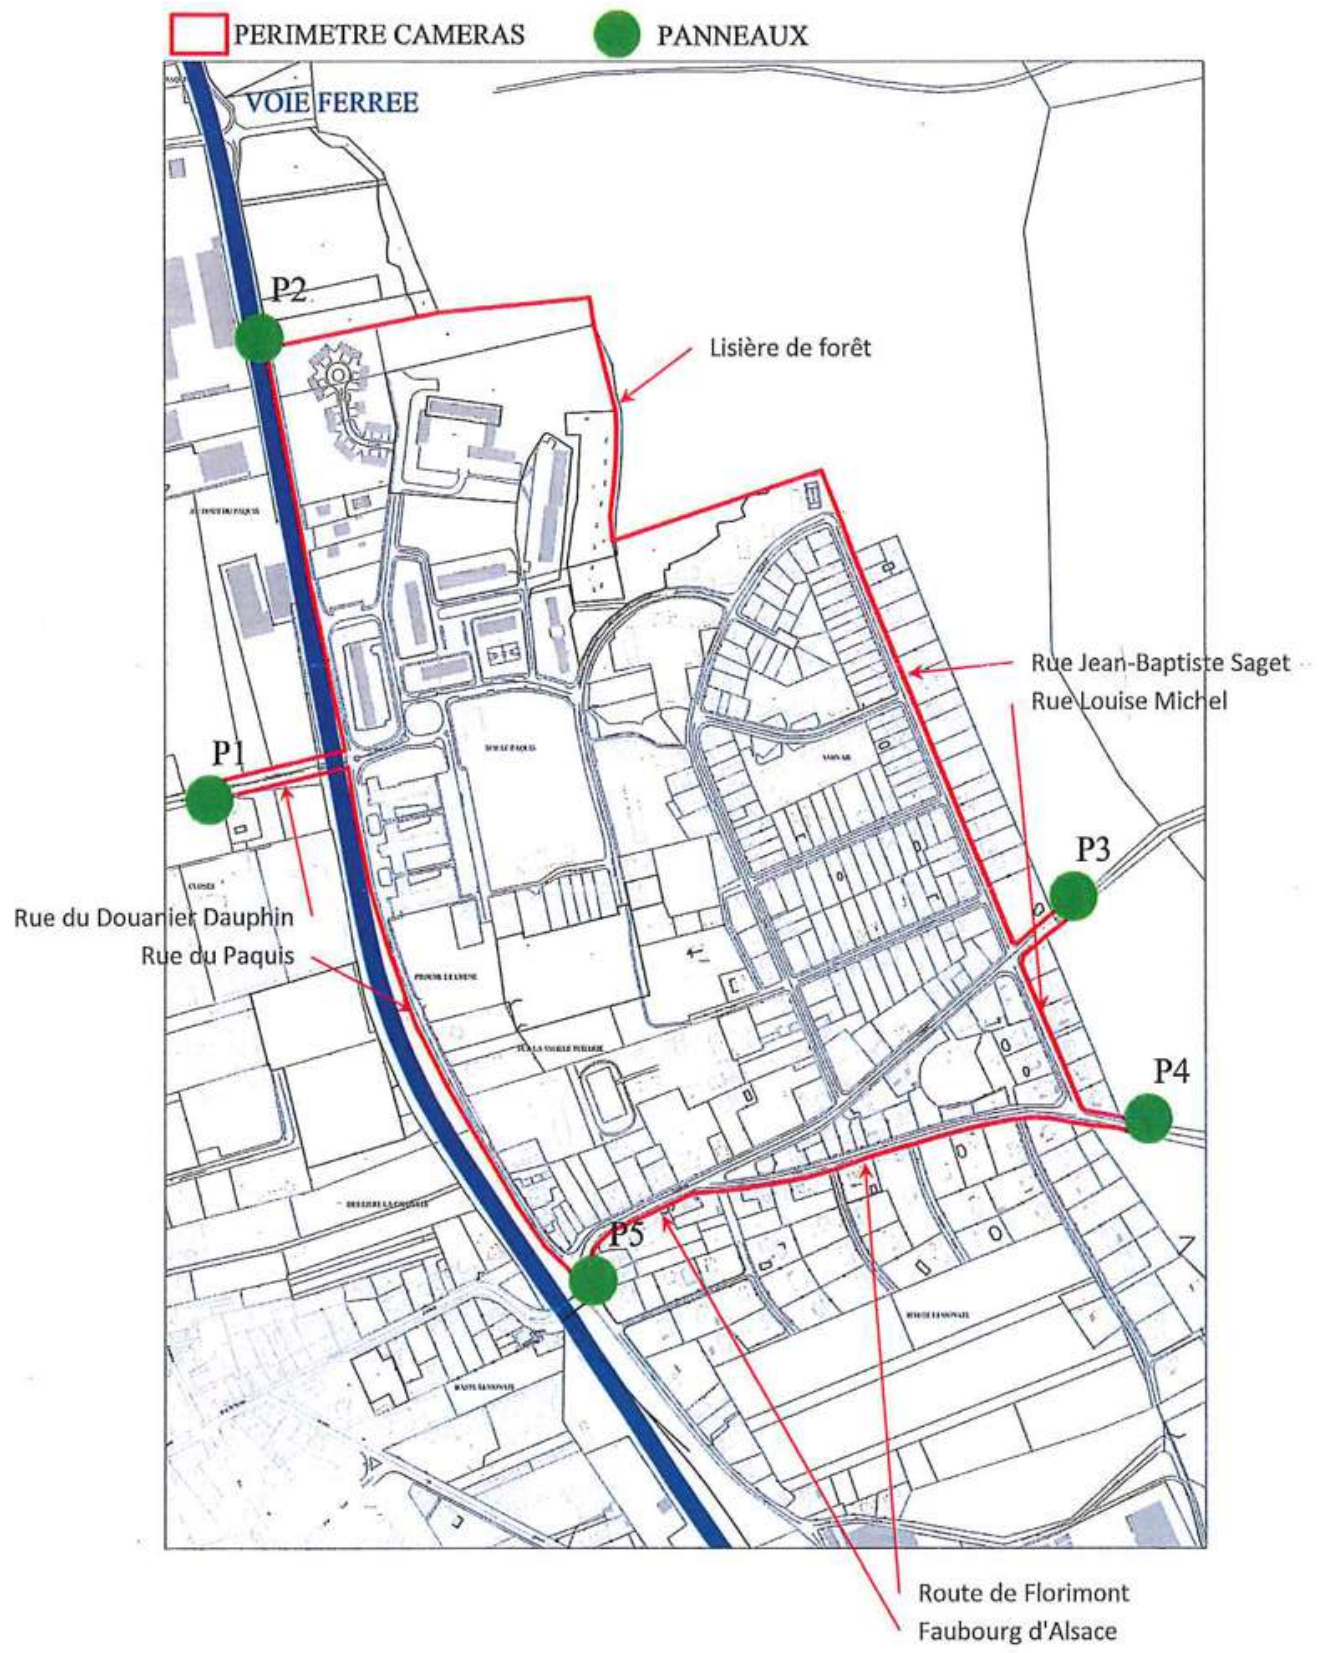 PERIMETRE CAMERAS
PANNEAUX
VOIE FERREE
P2
Lisière de forêt
Rue Jean-Baptiste Saget
Rue Louise Michel
P1
P3
Rue du Douanier Dauphin
Rue du Paquis
P4
P5
Route de Florimont
Faubourg d'Alsace